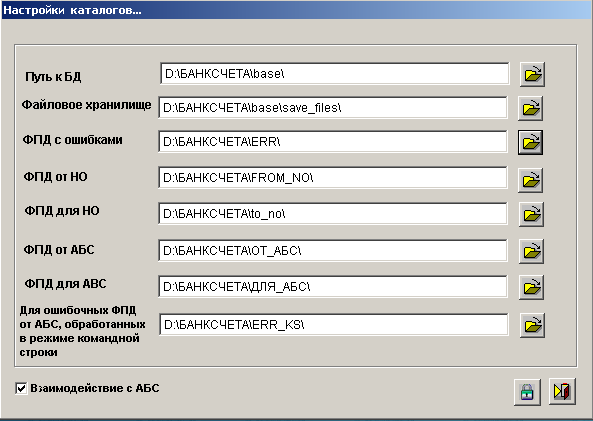 Настройки каталогов...
Путь к БД
D:\БАНКСЧЕТА\base\
Файловое хранилище
D:\БАНКСЧЕТА\base\save_files\
ФПД с ошибками
D:\БАНКСЧЕТА\ERR\
ФПД от НО
D:\БАНКСЧЕТА\FROM_NO\
ФПД для НО
D:\БАНКСЧЕТА\to_no\
ФПД от АБС
D:\БАНКСЧЕТА\ОТ_АБС\
ФПД для АВС
D:\БАНКСЧЕТА\ДЛЯ_АБС\
Для ошибочных ФПД
от АБС, обработанных
в режиме командной
строки
D:\БАНКСЧЕТА\ERR_KS\
Взаимодействие с АБС